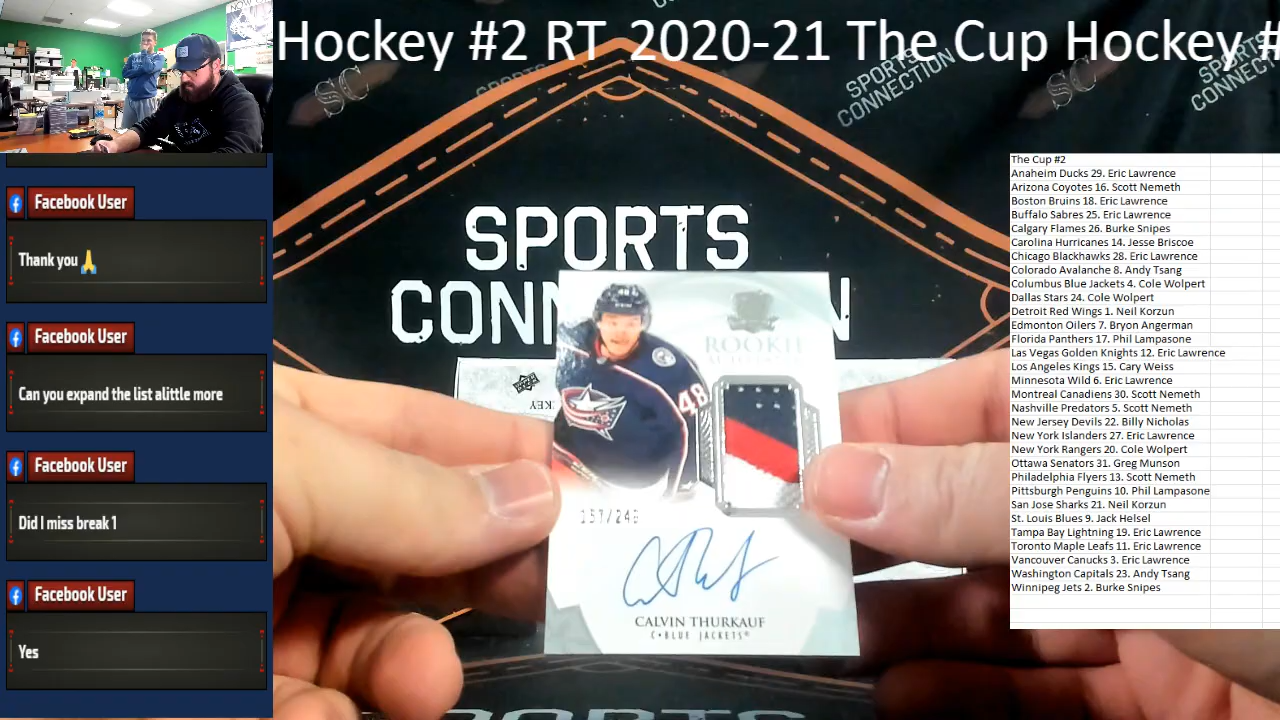 Hockey #2 RT 2020-21 The Cup Hockey #
Facebook User
Thank you🙏
Facebook User
Can you expand the list alittle more
Facebook User
Did I miss break 1
Facebook User
Yes
SC
SPORTS
CONNECTION
SC
SPORTS
CONNECTION
SPORTS
CONN
N
ROOKIE
48
157/249
CALVIN THURKAUF
C•BLUE JACKETS®
SPORTS
The Cup #2
Anaheim Ducks 29. Eric Lawrence
Arizona Coyotes 16. Scott Nemeth
Boston Bruins 18. Eric Lawrence
Buffalo Sabres 25. Eric Lawrence
Calgary Flames 26. Burke Snipes
Carolina Hurricanes 14. Jesse Briscoe
Chicago Blackhawks 28. Eric Lawrence
Colorado Avalanche 8. Andy Tsang
Columbus Blue Jackets 4. Cole Wolpert
Dallas Stars 24. Cole Wolpert
Detroit Red Wings 1. Neil Korzun
Edmonton Oilers 7. Bryon Angerman
Florida Panthers 17. Phil Lampasone
Las Vegas Golden Knights 12. Eric Lawrence
Los Angeles Kings 15. Cary Weiss
Minnesota Wild 6. Eric Lawrence
Montreal Canadiens 30. Scott Nemeth
Nashville Predators 5. Scott Nemeth
New Jersey Devils 22. Billy Nicholas
New York Islanders 27. Eric Lawrence
New York Rangers 20. Cole Wolpert
Ottawa Senators 31. Greg Munson
Philadelphia Flyers 13. Scott Nemeth
Pittsburgh Penguins 10. Phil Lampasone
San Jose Sharks 21. Neil Korzun
St. Louis Blues 9. Jack Helsel
Tampa Bay Lightning 19. Eric Lawrence
Toronto Maple Leafs 11. Eric Lawrence
Vancouver Canucks 3. Eric Lawrence
Washington Capitals 23. Andy Tsang
Winnipeg Jets 2. Burke Snipes